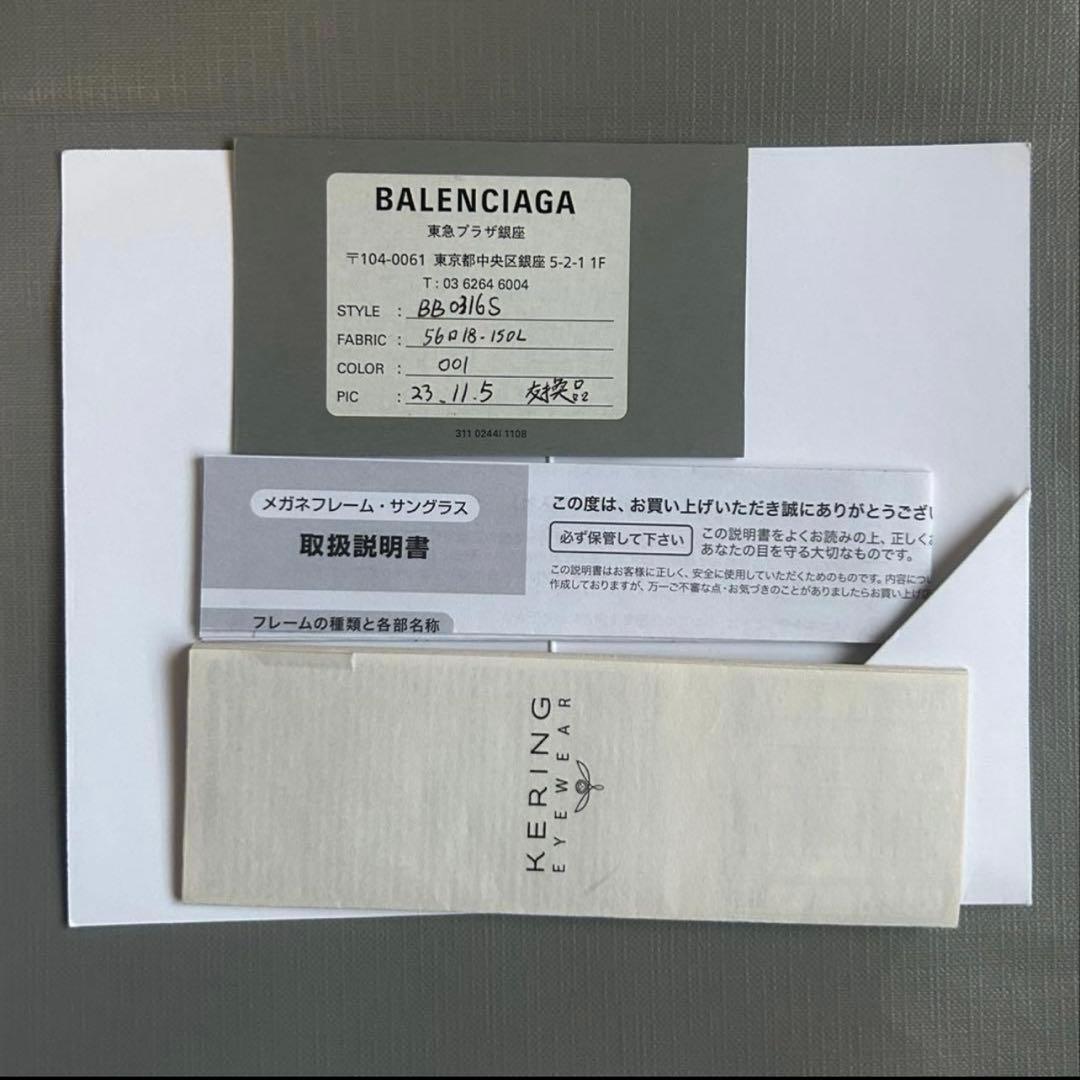 BALENCIAGA
東急プラザ銀座
〒104-0061 東京都中央区銀座 5-2-1 1F
T : 03 6264 6004
STYLE : BB0316S
FABRIC : 56口18-150L
COLOR : 001
PIC : 23.11.5 交換品
311 0244I 1108
メガネフレーム・サングラス
取扱説明書
この度は、お買い上げいただき誠にありがとうござい
必ず保管して下さい
この説明書をよくお読みの上、正しくお
あなたの目を守る大切なものです。
この説明書はお客様に正しく、安全に使用していただくためのものです。内容につい
作成しておりますが、万一ご不審な点・お気づきのことがありましたらお買い上げ店
フレームの種類と各部名称
KERING
EYEWEAR